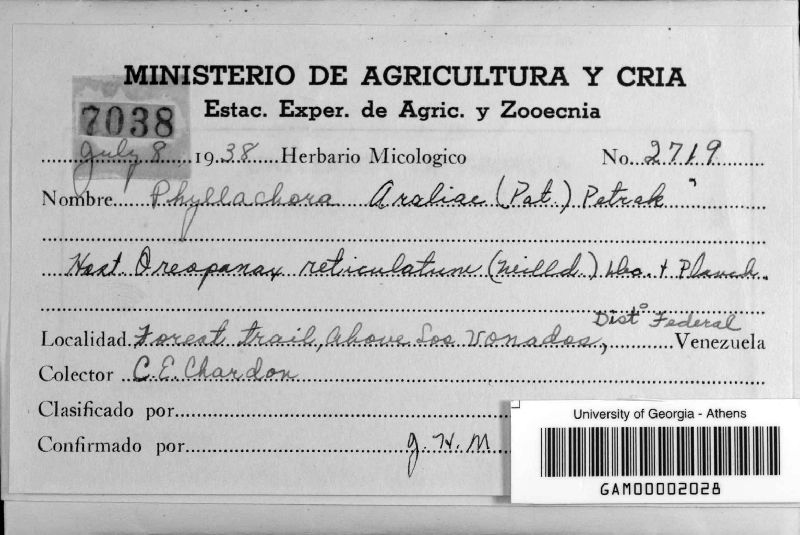 MINISTERIO DE AGRICULTURA Y CRIA
Estac. Exper. de Agric. y Zooecnia
7038
July 8 1938 Herbario Micologico No. 2719
Nombre Phyllachora Araliae (Pat.) Petrak
Host Oreopanax reticulatum (Willd.) Dec. & Planch.
Dist° Federal
Localidad. Forest trail, Above Los Vonados, Venezuela
Colector C.E. Chardon
Clasificado por
Confirmado por J.H.M
University of Georgia - Athens
GAM00002028